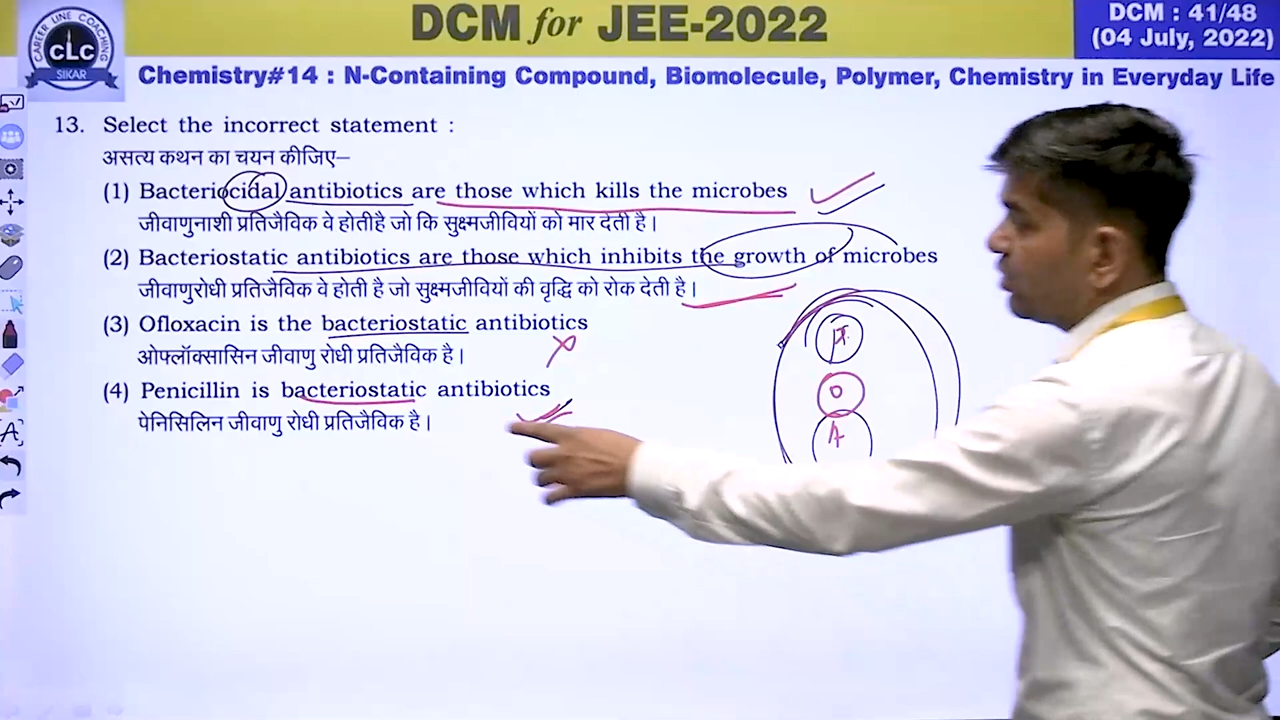 DCM for JEE-2022
DCM : 41/48
(04 July, 2022)
CAREER LINE COACHING
CLC
SIKAR
Chemistry#14 : N-Containing Compound, Biomolecule, Polymer, Chemistry in Everyday Life
13. Select the incorrect statement :
असत्य कथन का चयन कीजिए–
(1) Bacteriocidal antibiotics are those which kills the microbes
जीवाणुनाशी प्रतिजैविक वे होतीहै जो कि सुक्ष्मजीवियों को मार देती है।
(2) Bacteriostatic antibiotics are those which inhibits the growth of microbes
जीवाणुरोधी प्रतिजैविक वे होती है जो सुक्ष्मजीवियों की वृद्धि को रोक देती है।
(3) Ofloxacin is the bacteriostatic antibiotics
ओफ्लॉक्सासिन जीवाणु रोधी प्रतिजैविक है।
(4) Penicillin is bacteriostatic antibiotics
पेनिसिलिन जीवाणु रोधी प्रतिजैविक है।
O
A